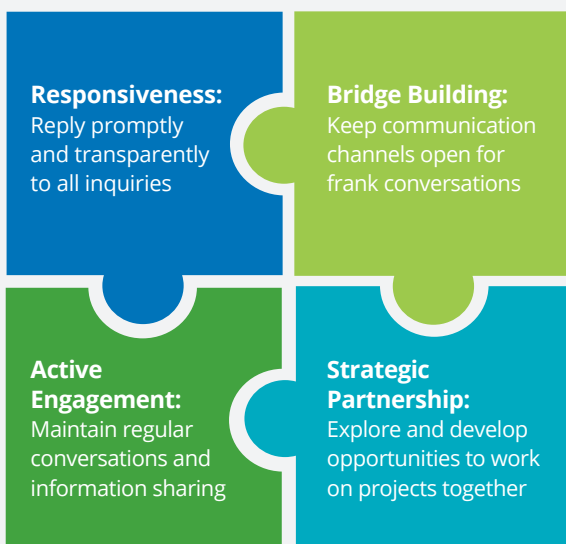 Responsiveness:
Reply promptly
and transparently
to all inquiries
Bridge Building:
Keep communication
channels open for
frank conversations
Active
Engagement:
Maintain regular
conversations and
information sharing
Strategic
Partnership:
Explore and develop
opportunities to work
on projects together